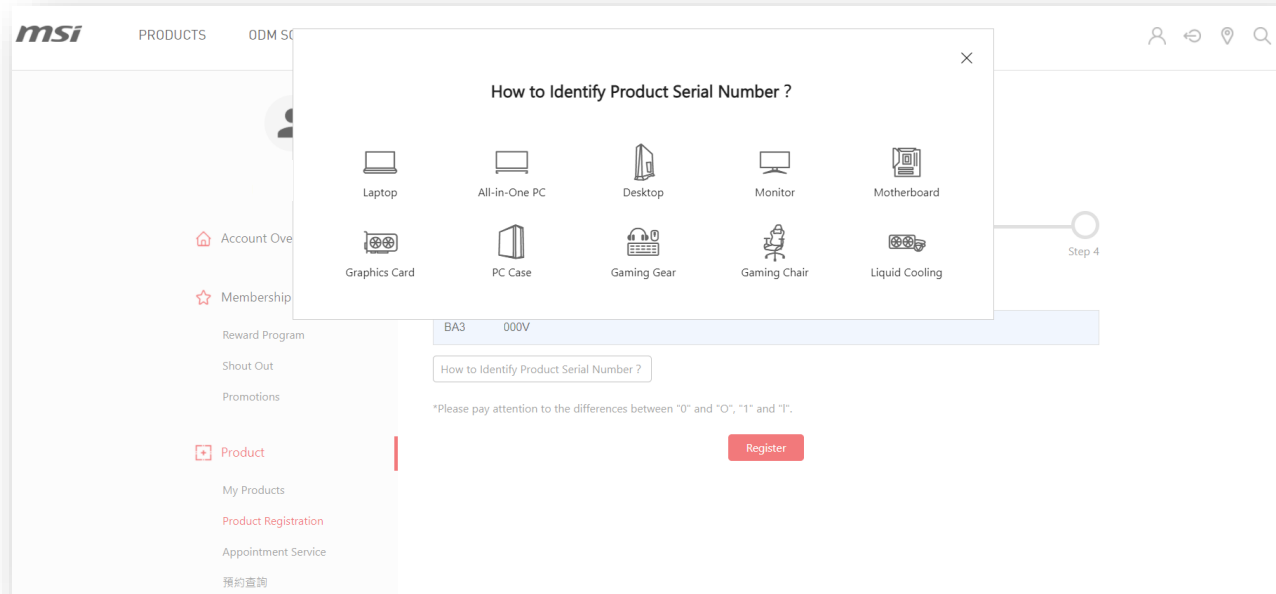 msi PRODUCTS ODM SO
How to Identify Product Serial Number ?
Laptop All-in-One PC Desktop Monitor Motherboard
Graphics Card PC Case Gaming Gear Gaming Chair Liquid Cooling
Account Ove
Step 4
Membership
BA3 000V
Reward Program
Shout Out
How to Identify Product Serial Number ?
Promotions
*Please pay attention to the differences between "0" and "O", "1" and "I".
Register
Product
My Products
Product Registration
Appointment Service
預約查詢